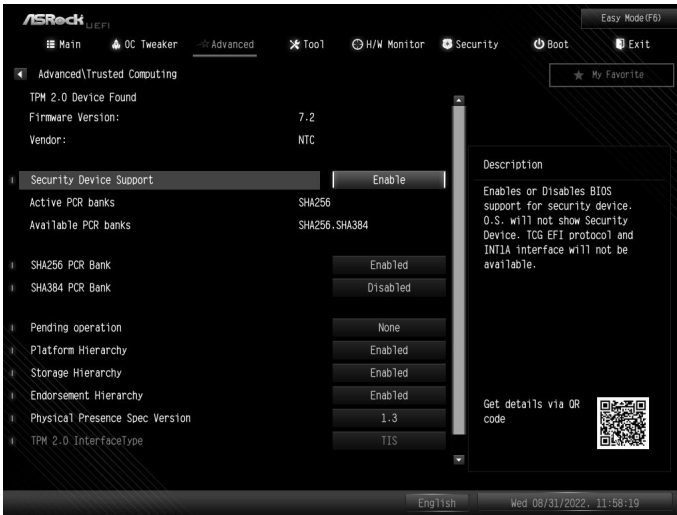 ASRock UEFI
Easy Mode(F6)
Main OC Tweaker Advanced Tool H/W Monitor Security Boot Exit
Advanced\Trusted Computing
My Favorite
TPM 2.0 Device Found
Firmware Version: 7.2
Vendor: NTC
Security Device Support Enable
Active PCR banks SHA256
Available PCR banks SHA256.SHA384
SHA256 PCR Bank Enabled
SHA384 PCR Bank Disabled
Pending operation None
Platform Hierarchy Enabled
Storage Hierarchy Enabled
Endorsement Hierarchy Enabled
Physical Presence Spec Version 1.3
TPM 2.0 InterfaceType TIS
Description
Enables or Disables BIOS
support for security device.
O.S. will not show Security
Device. TCG EFI protocol and
INT1A interface will not be
available.
Get details via QR
code
English
Wed 08/31/2022. 11:58:19